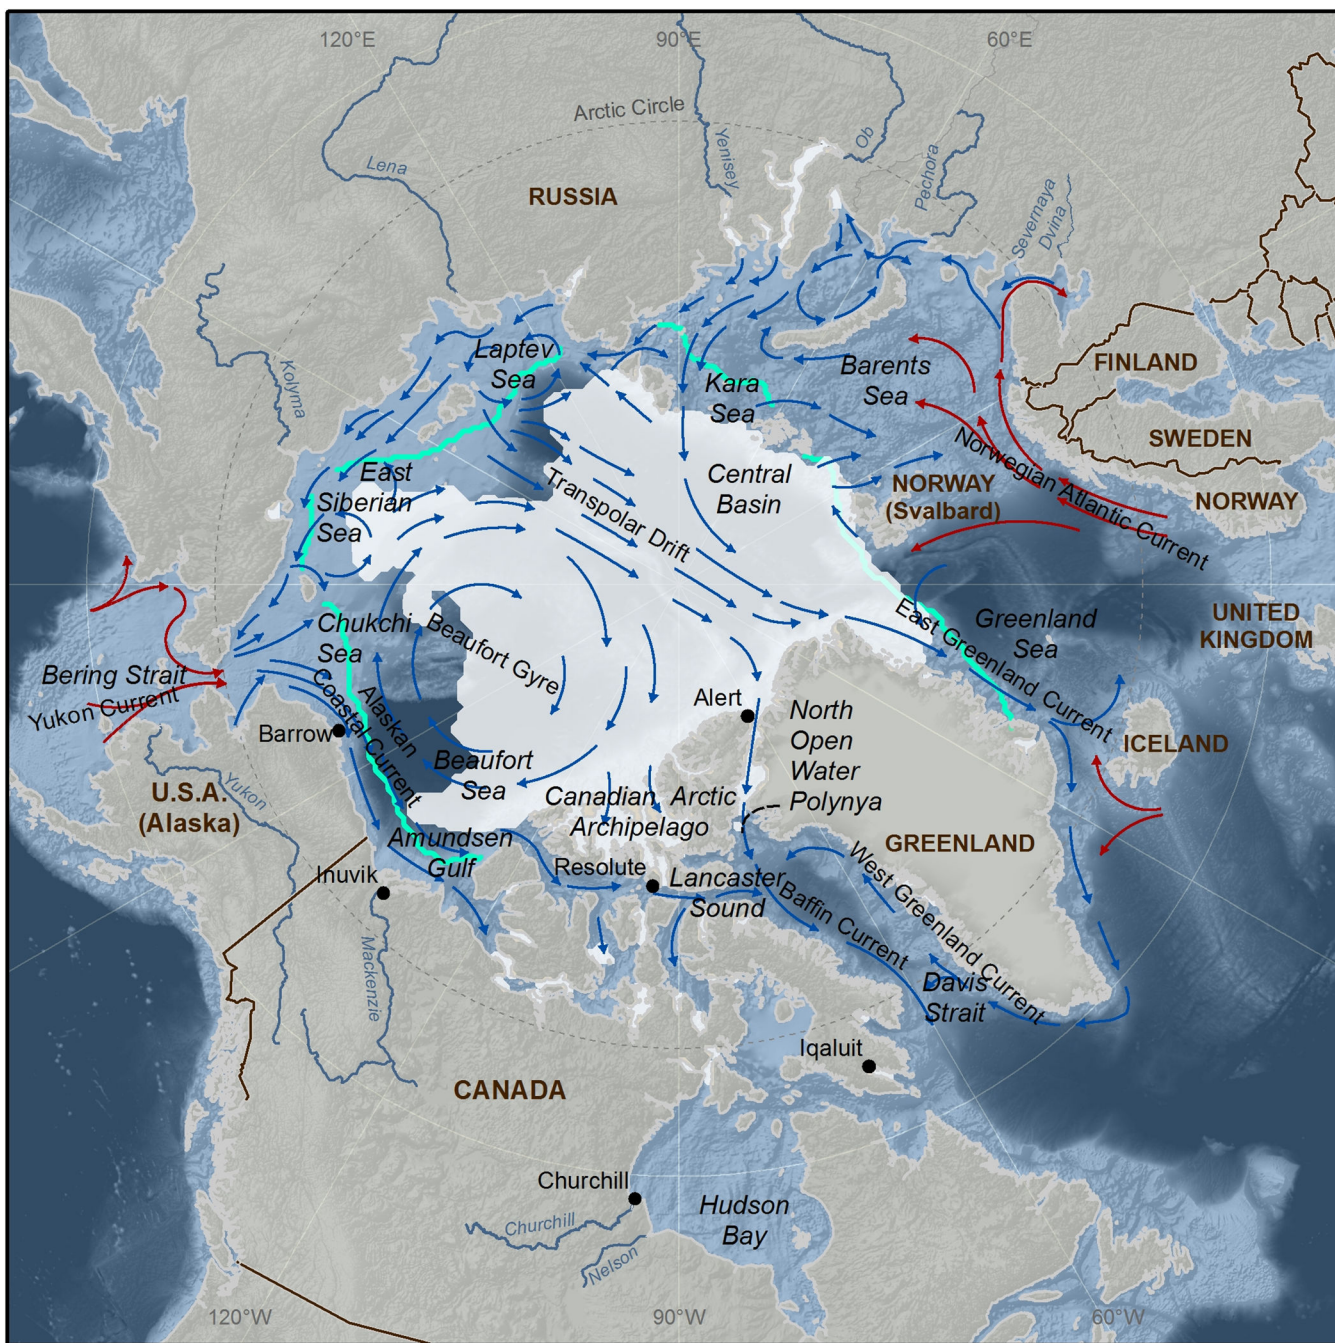 120°E
90°E
60°E
Arctic Circle
Lena
Yenisey
Ob
Pechora
Severnaya
Dvina
RUSSIA
Kolyma
Laptev
Sea
Kara
Sea
Barents
Sea
FINLAND
SWEDEN
NORWAY
East
Siberian
Sea
Central
Basin
NORWAY
(Svalbard)
Norwegian Atlantic Current
Transpolar Drift
UNITED
KINGDOM
Greenland
Sea
East Greenland Current
Chukchi
Sea
Beaufort Gyre
Bering Strait
Yukon Current
Alaskan
Coastal Current
Barrow
Alert
North
Open
Water
Polynya
ICELAND
Beaufort
Sea
U.S.A.
(Alaska)
Yukon
Canadian
Archipelago
Arctic
GREENLAND
Amundsen
Gulf
Inuvik
Resolute
Lancaster
Sound
West Greenland Current
Baffin Current
Mackenzie
Davis
Strait
Iqaluit
CANADA
Churchill
Churchill
Nelson
Hudson
Bay
120°W
90°W
60°W